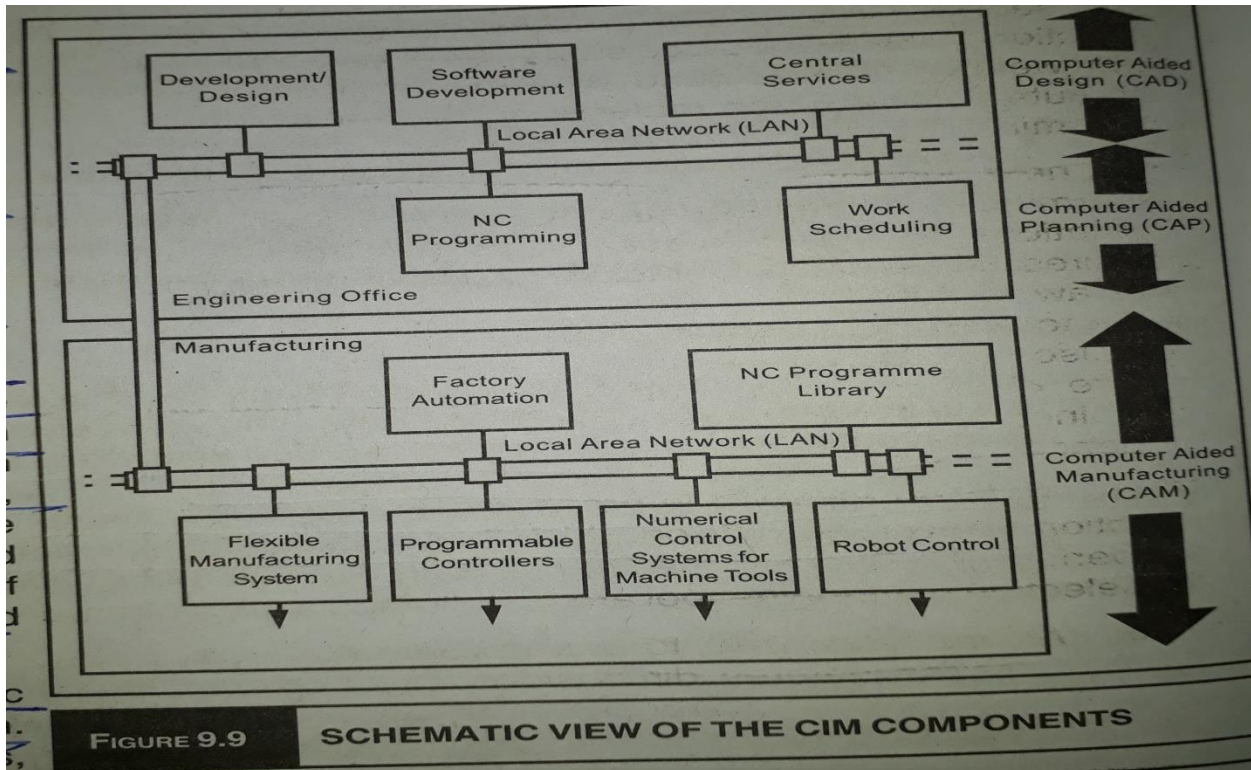 Development/
Design
Software
Development
Central
Services
Computer Aided
Design (CAD)
Local Area Network (LAN)
NC
Programming
Work
Scheduling
Computer Aided
Planning (CAP)
Engineering Office
Manufacturing
Factory
Automation
NC Programme
Library
Local Area Network (LAN)
Computer Aided
Manufacturing
(CAM)
Flexible
Manufacturing
System
Programmable
Controllers
Numerical
Control
Systems for
Machine Tools
Robot Control
FIGURE 9.9
SCHEMATIC VIEW OF THE CIM COMPONENTS